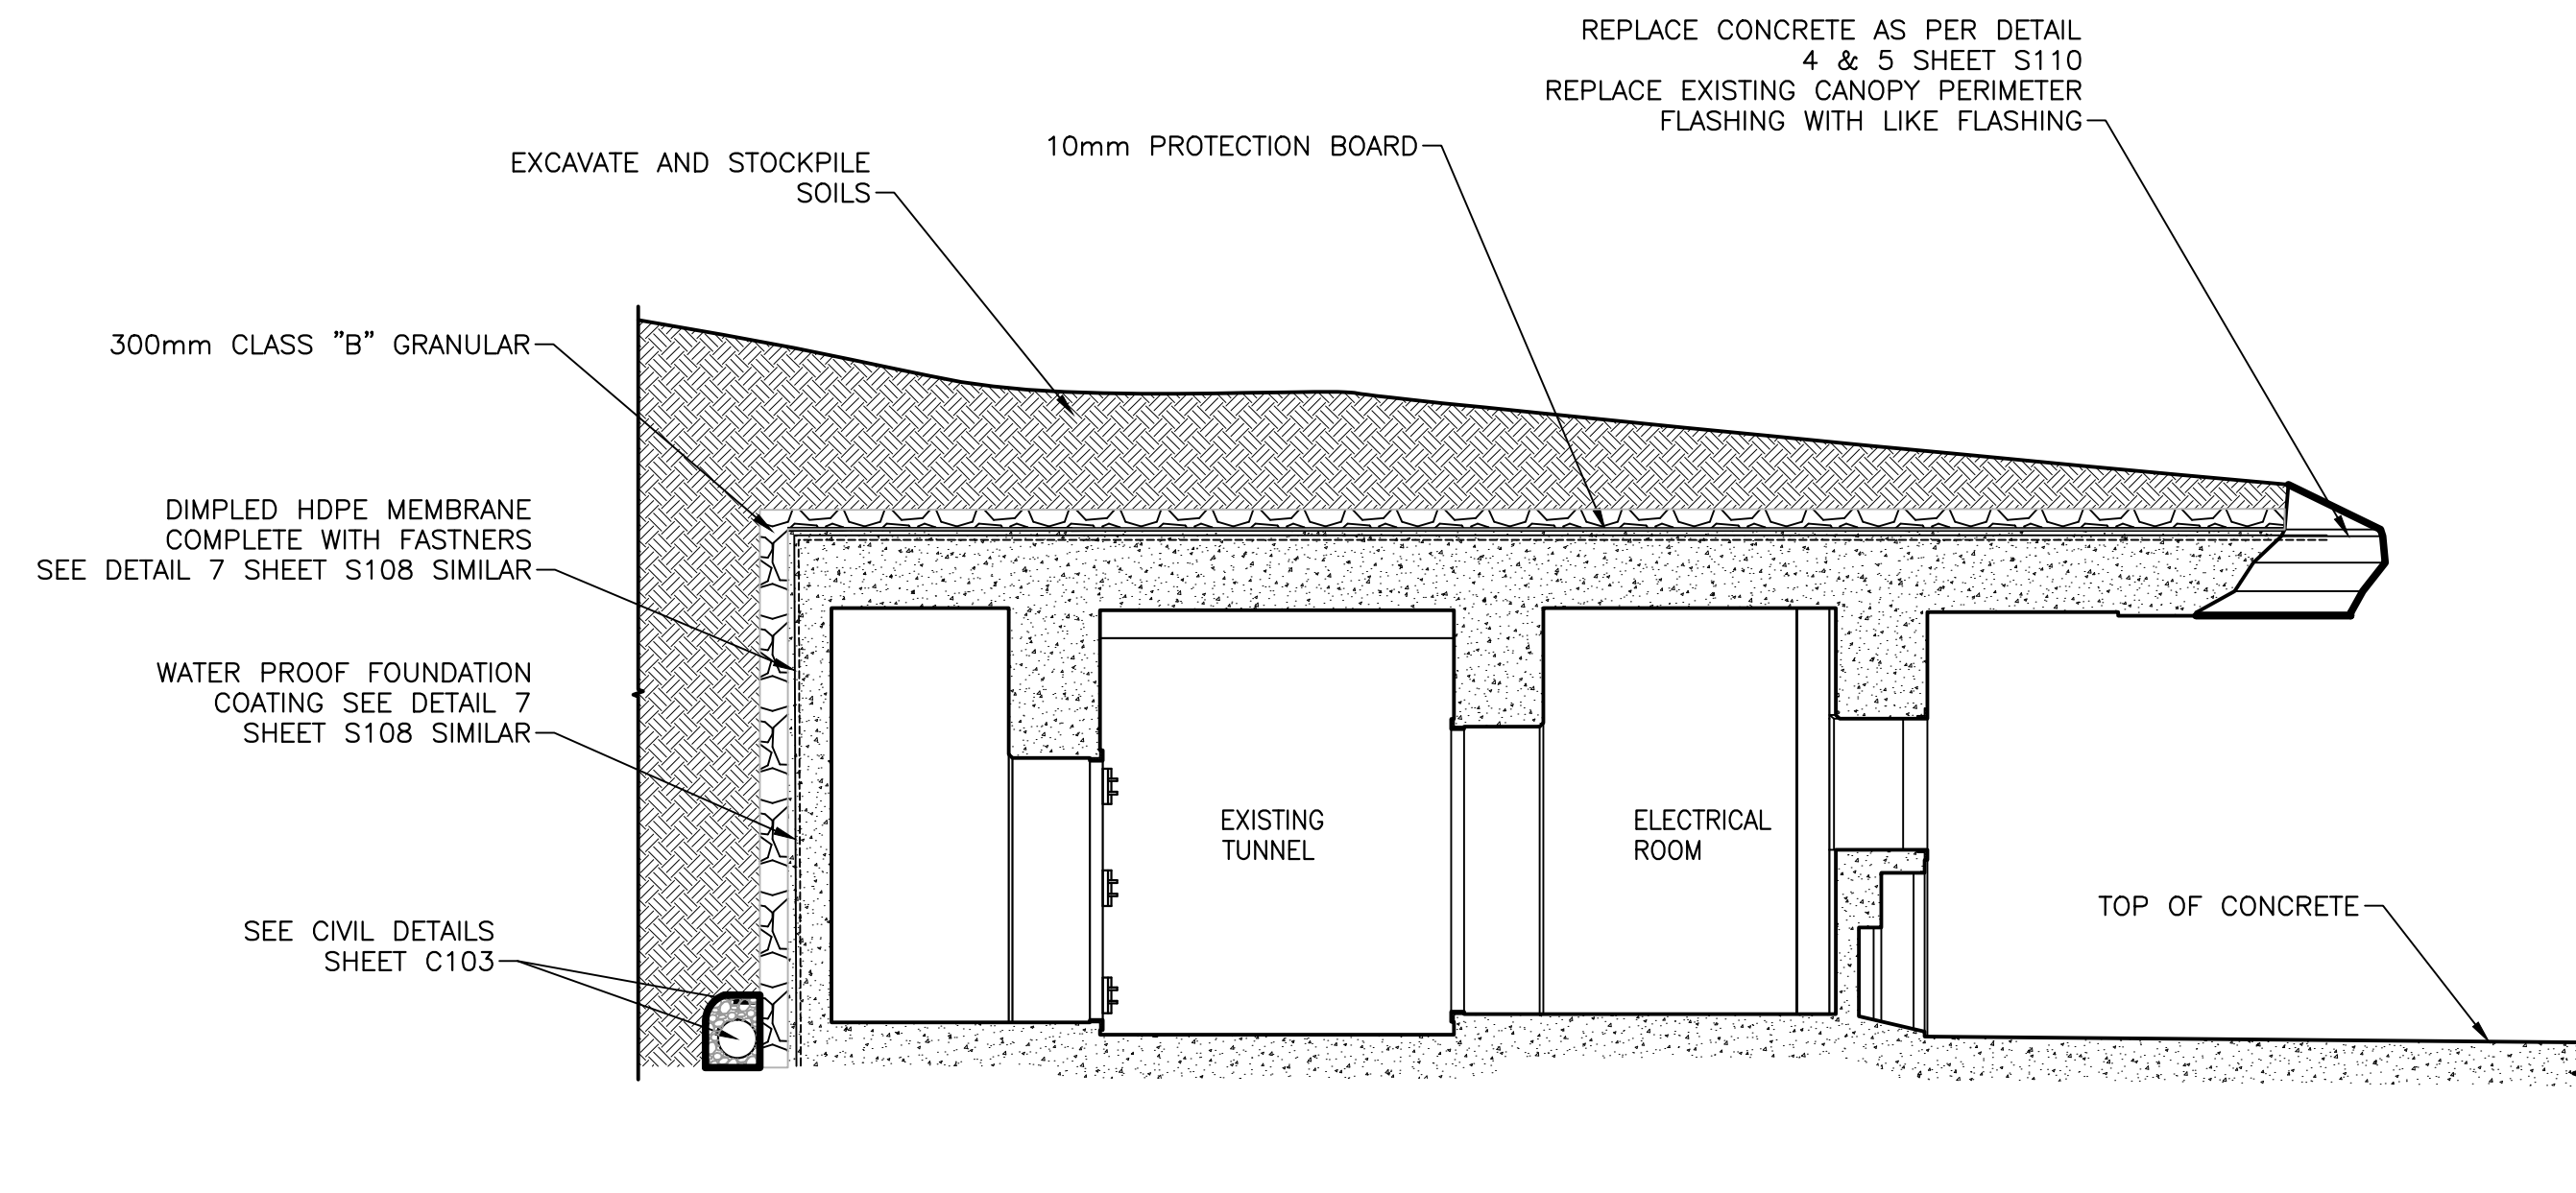 REPLACE CONCRETE AS PER DETAIL
4 & 5 SHEET S110
REPLACE EXISTING CANOPY PERIMETER
FLASHING WITH LIKE FLASHING
10mm PROTECTION BOARD
EXCAVATE AND STOCKPILE
SOILS
300mm CLASS "B" GRANULAR
DIMPLED HDPE MEMBRANE
COMPLETE WITH FASTNERS
SEE DETAIL 7 SHEET S108 SIMILAR
WATER PROOF FOUNDATION
COATING SEE DETAIL 7
SHEET S108 SIMILAR
EXISTING
TUNNEL
ELECTRICAL
ROOM
TOP OF CONCRETE
SEE CIVIL DETAILS
SHEET C103